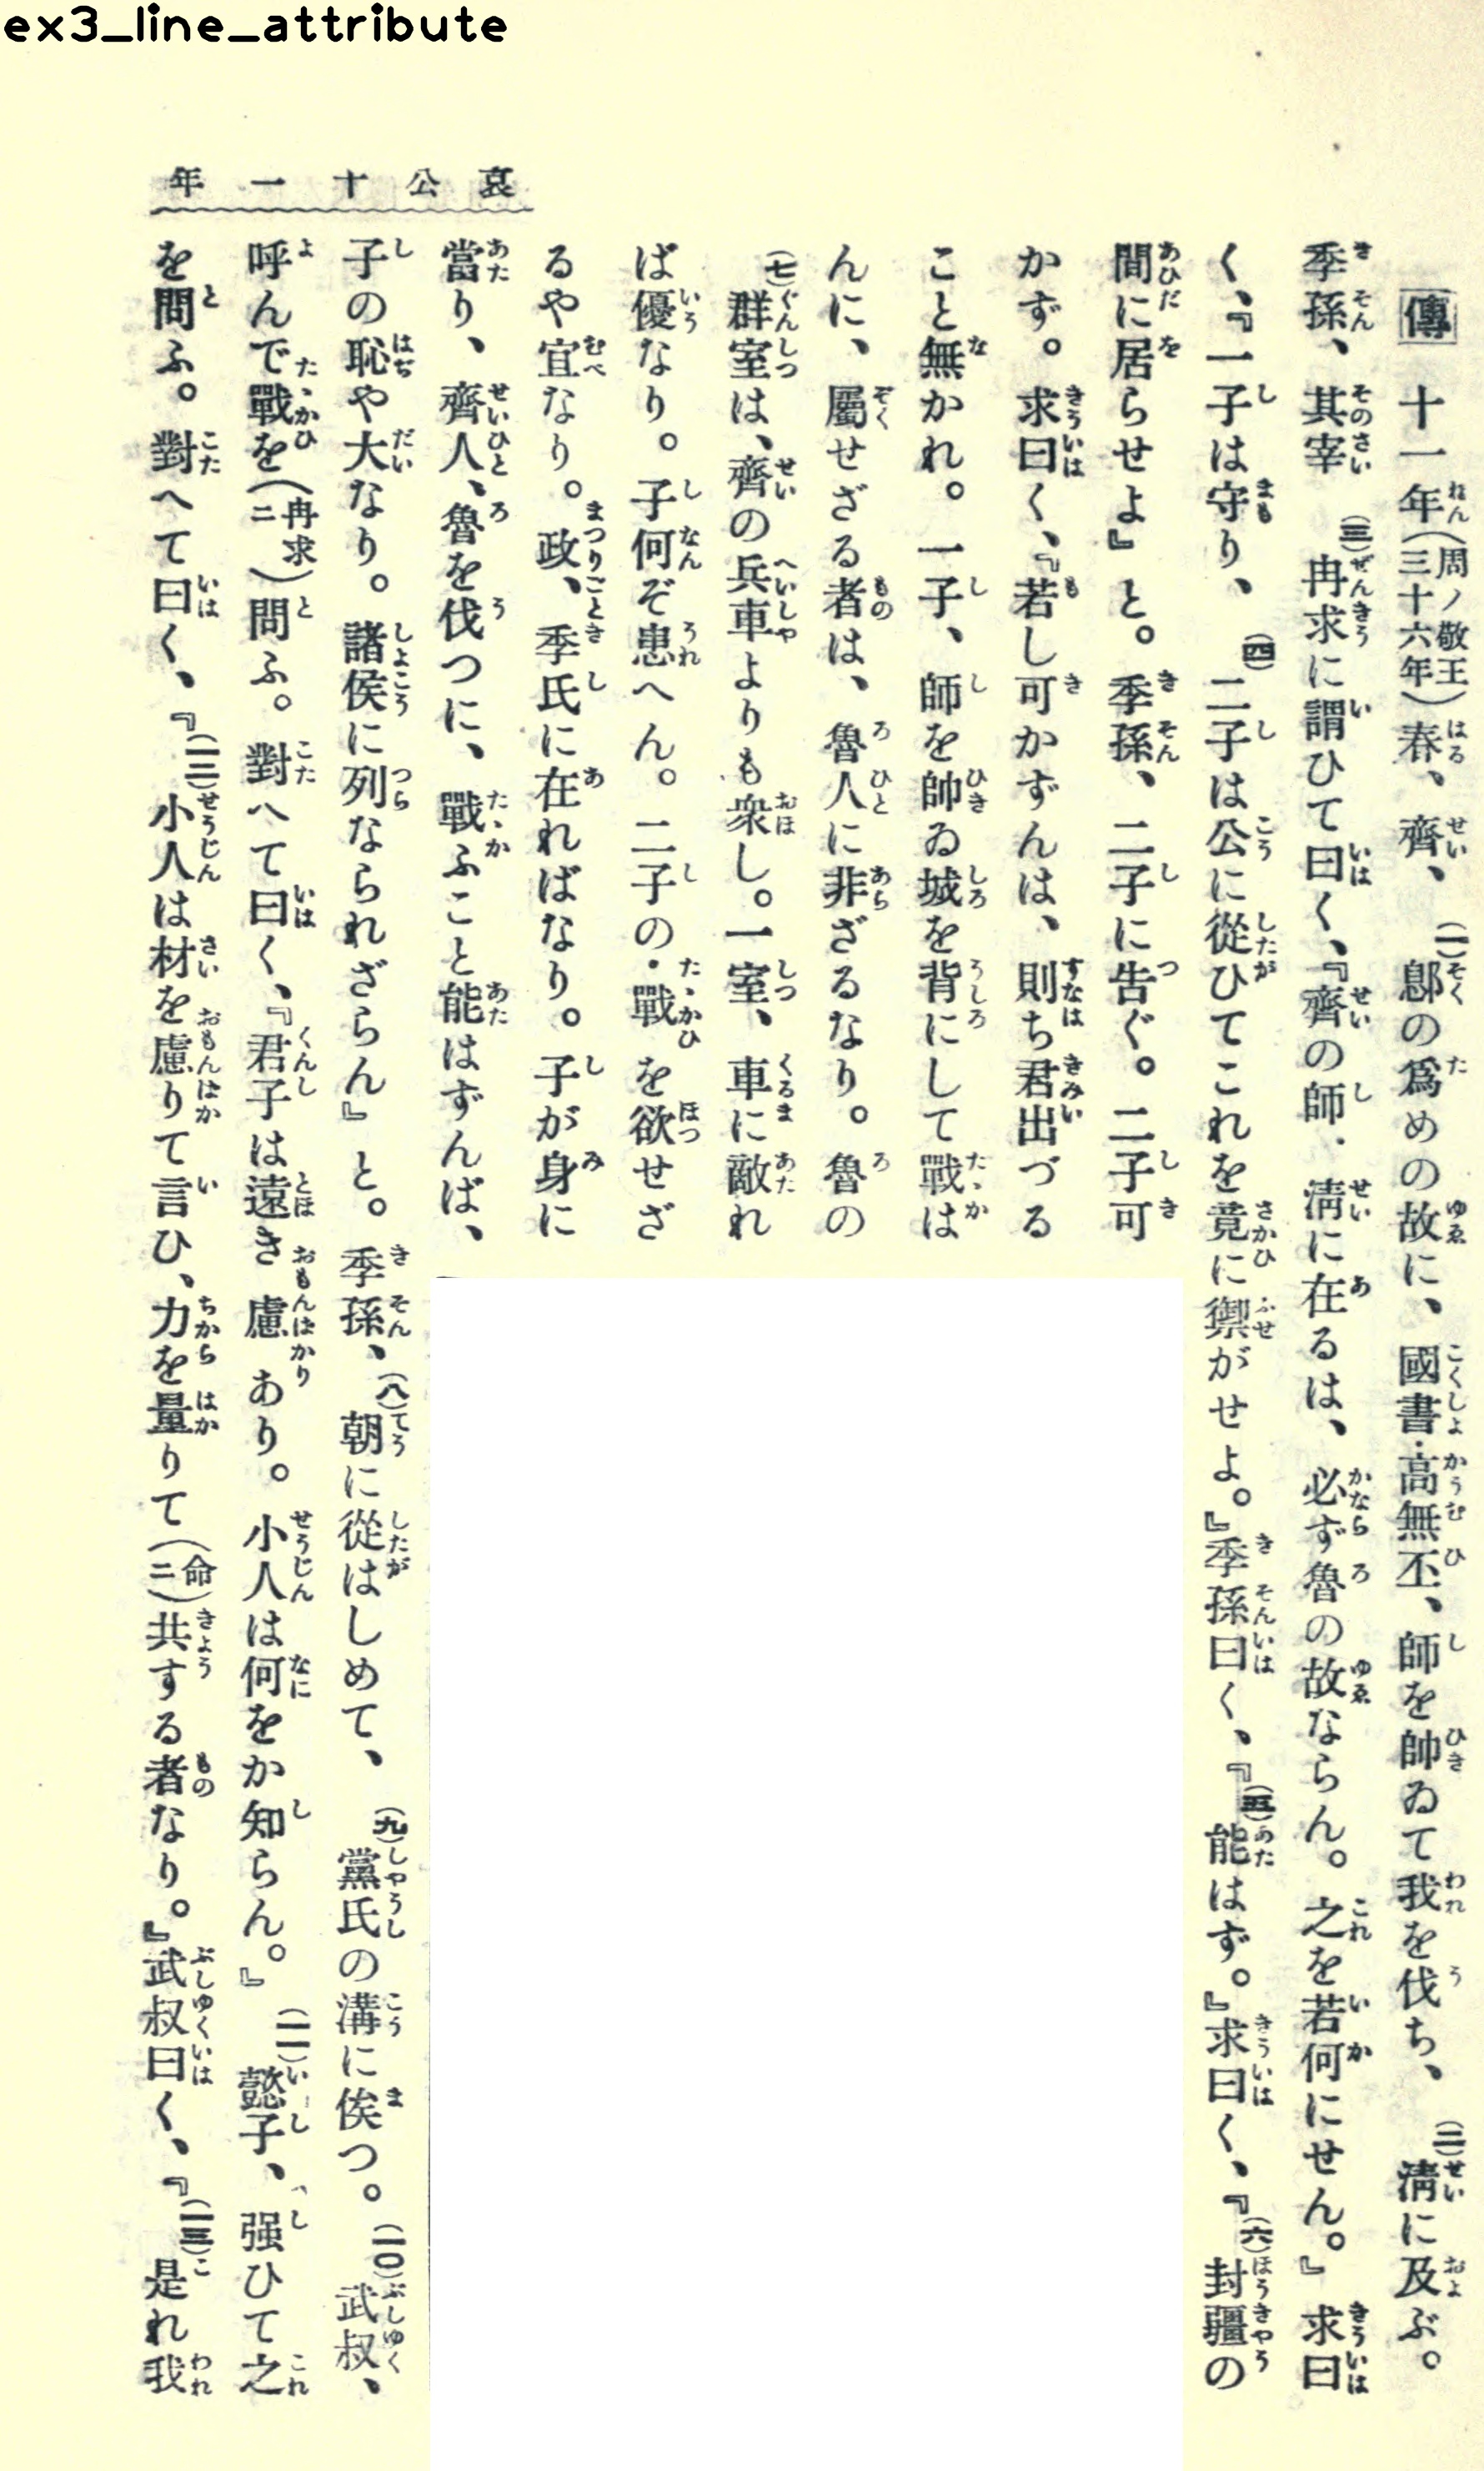 ex3_line_attribute
哀公十一年
傳 十一年(周ノ敬王三十六年)春、齊、(一)郎の爲めの故に、國書・高無丕、師を帥ゐて我を伐ち、(二)淸に及ぶ。
季孫、其宰(三)冉求に謂ひて曰く、『齊の師・淸に在るは、必ず魯の故ならん。之を若何にせん。』求曰
く、『一子は守り、(四)二子は公に從ひてこれを竟に禦がせよ。』季孫曰く、『(五)能はず。』求曰く、『(六)封疆の
間に居らせよ』と。季孫、二子に告ぐ。二子可
かず。求曰く、『若し可かずんは、則ち君出づる
こと無かれ。一子、師を帥ゐ城を背にして戰は
んに、屬せざる者は、魯人に非ざるなり。魯の
(七)群室は、齊の兵車よりも衆し。一室、車に敵れ
ば優なり。子何ぞ患へん。二子の・戰を欲せざ
るや宜なり。政、季氏に在ればなり。子が身に
當り、齊人、魯を伐つに、戰ふこと能はずんば、
子の恥や大なり。諸侯に列なられざらん』と。季孫、(八)朝に從はしめて、(九)黨氏の溝に俟つ。(一〇)武叔、
呼んで戰を(冉求ニ)問ふ。對へて曰く、『君子は遠き慮あり。小人は何をか知らん。』(一一)懿子、强ひて之
を問ふ。對へて曰く、『(一二)小人は材を慮りて言ひ、力を量りて(命ニ)共する者なり。』武叔曰く、『(一三)是れ我